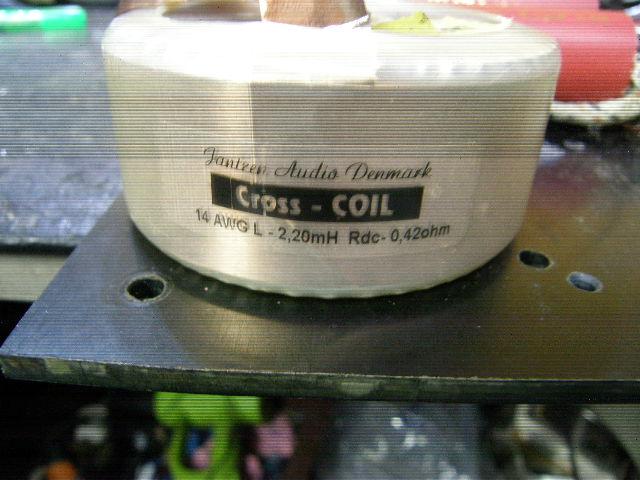 Jantzen Audio Denmark
Cross - COIL
14 AWG L - 2,20mH Rdc- 0,42ohm